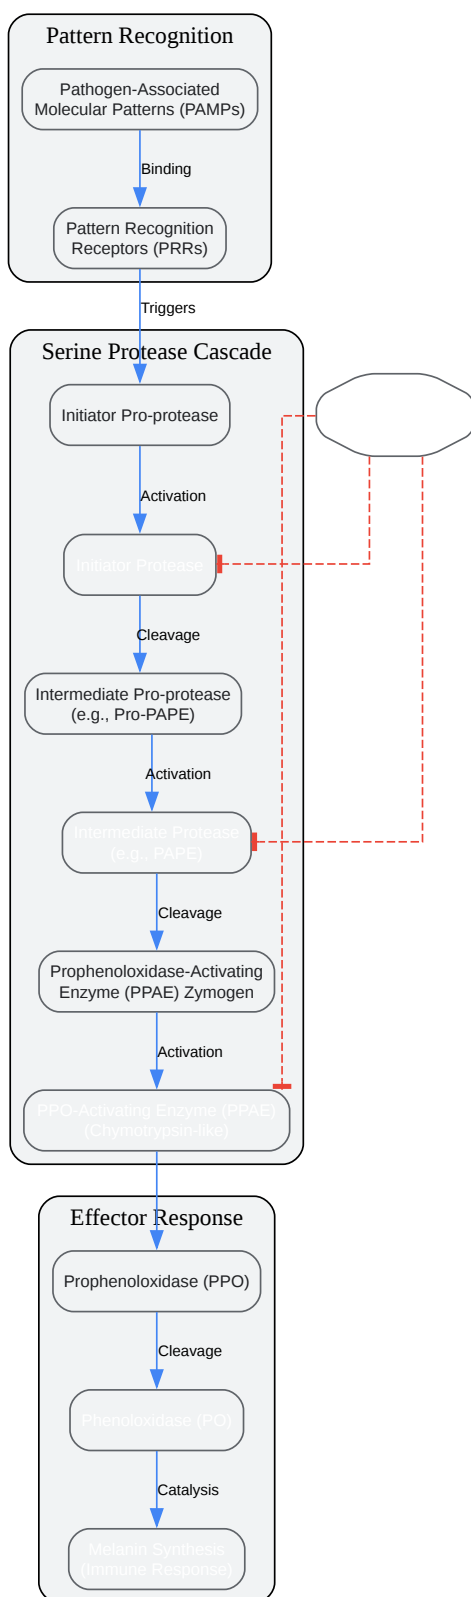 Pattern Recognition
Pathogen-Associated
Molecular Patterns (PAMPs)
Binding
Pattern Recognition
Receptors (PRRs)
Triggers
Serine Protease Cascade
Initiator Pro-protease
Activation
Initiator Protease
Cleavage
Intermediate Pro-protease
(e.g., Pro-PAPE)
Activation
Intermediate Protease
(e.g., PAPE)
Cleavage
Prophenoloxidase-Activating
Enzyme (PPAE) Zymogen
Activation
PPO-Activating Enzyme (PPAE)
(Chymotrypsin-like)
Effector Response
Prophenoloxidase (PPO)
Cleavage
Phenoloxidase (PO)
Catalysis
Melanin Synthesis
(Immune Response)